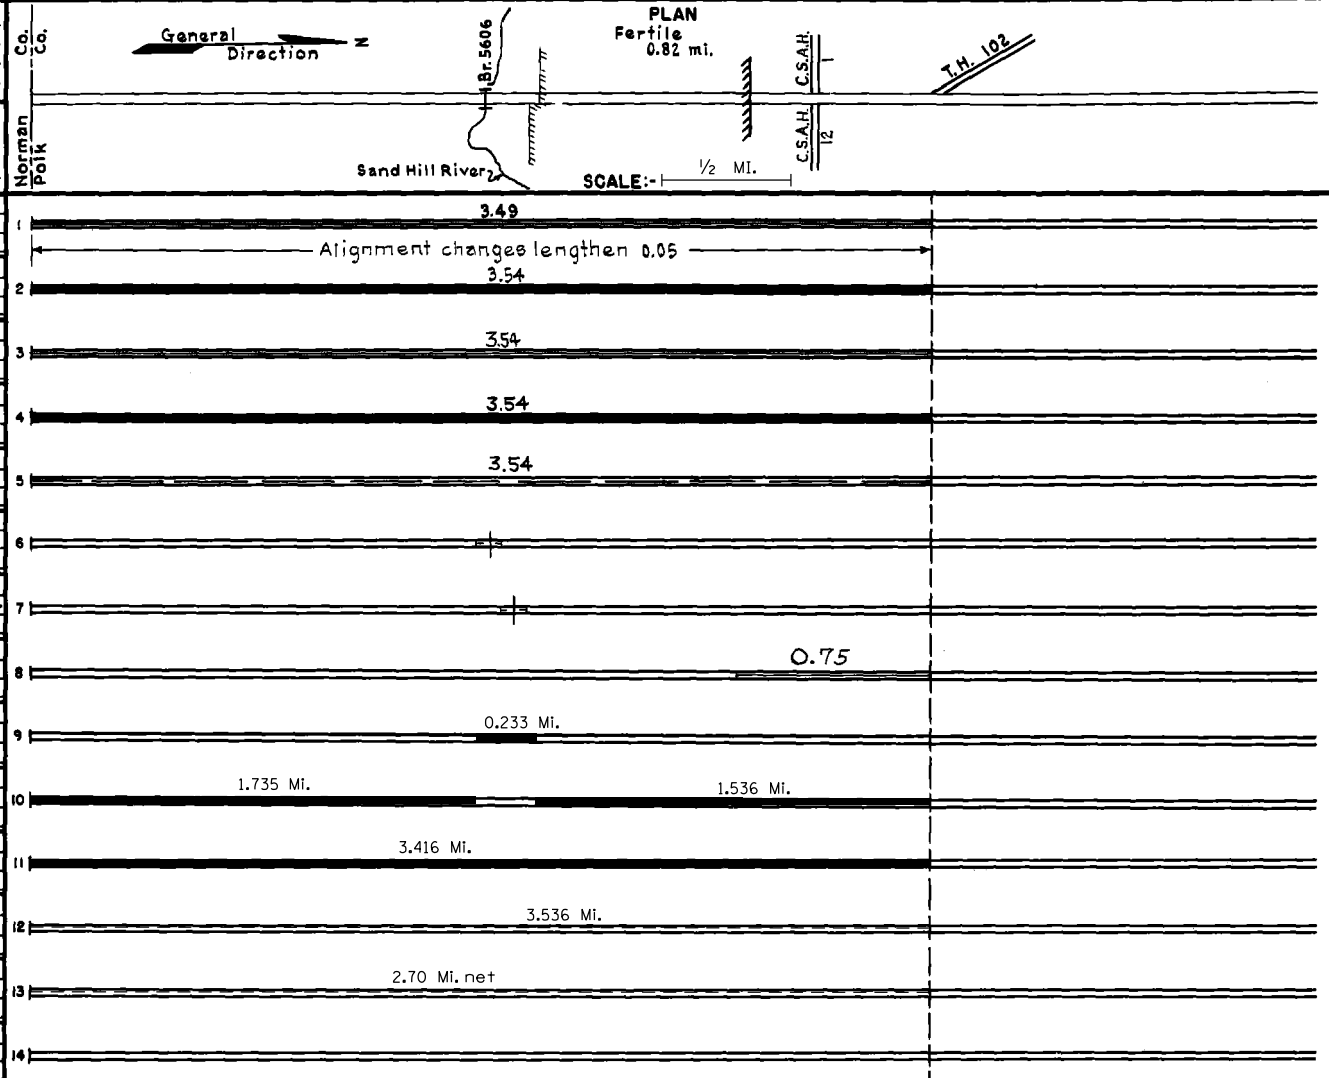 PLAN
Fertile
0.82 mi.
Co.
Co.
Norman
Polk
General
Direction
N
Br. 5606
Sand Hill River
C.S.A.H.
1
C.S.A.H.
12
T.H. 102
SCALE:- 1/2 MI.
1
3.49
Alignment changes lengthen 0.05
2
3.54
3
3.54
4
3.54
5
3.54
6
7
8
0.75
9
0.233 Mi.
10
1.735 Mi.
1.536 Mi.
11
3.416 Mi.
12
3.536 Mi.
13
2.70 Mi. net
14